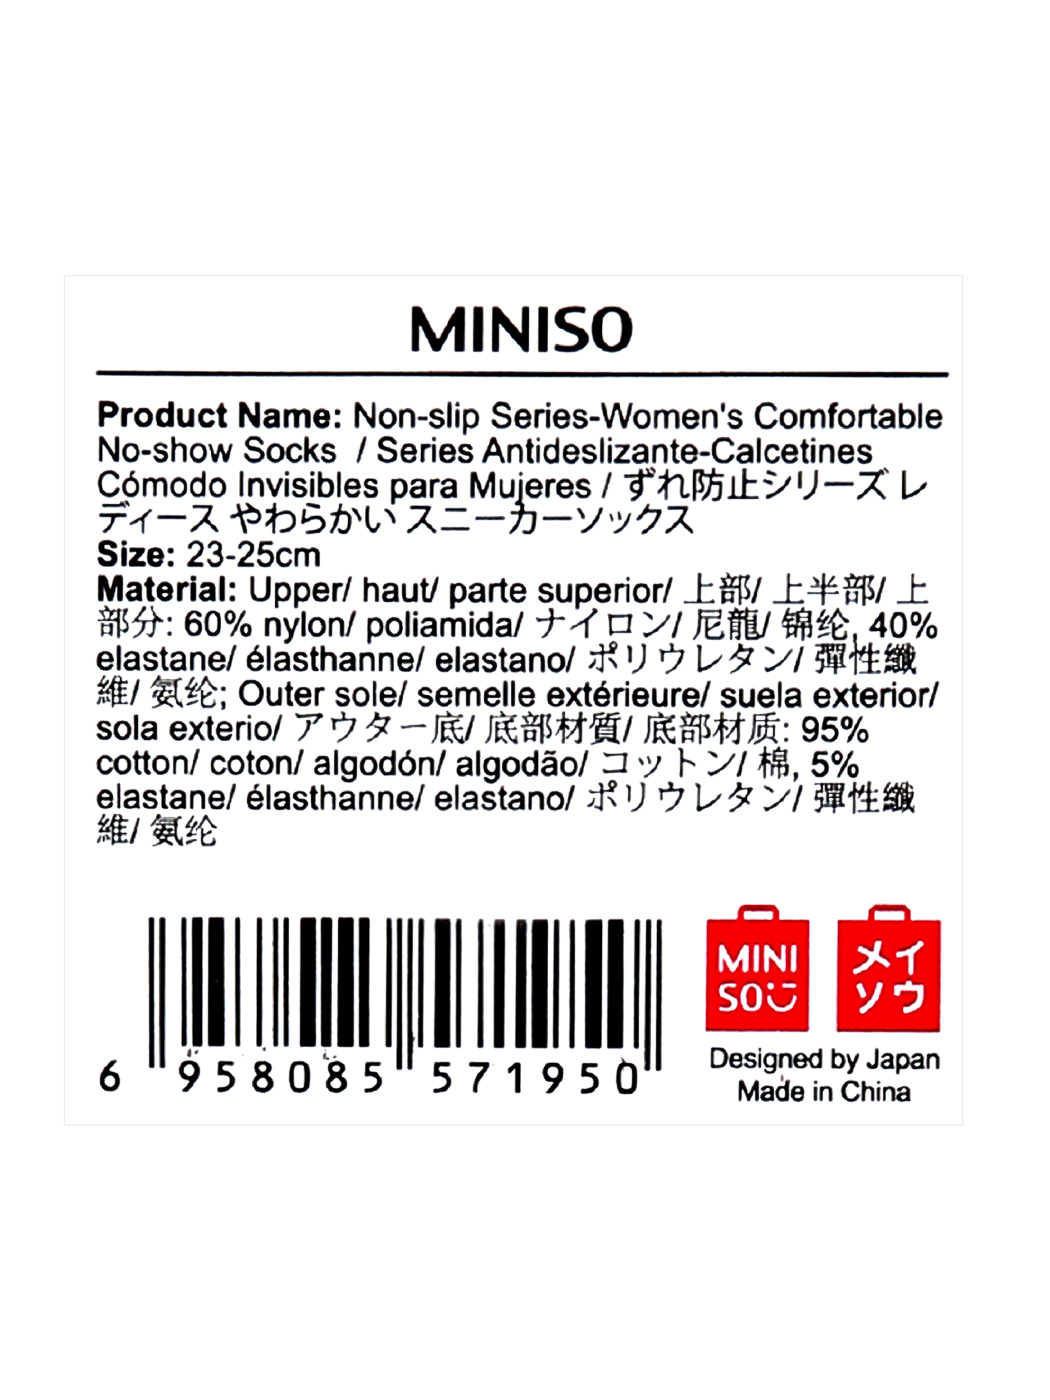 MINISO
Product Name: Non-slip Series-Women's Comfortable
No-show Socks / Series Antideslizante-Calcetines
Cómodo Invisibles para Mujeres / ずれ防止シリーズ レ
ディース やわらかい スニーカーソックス
Size: 23-25cm
Material: Upper/ haut/ parte superior/ 上部/ 上半部/ 上
部分: 60% nylon/ poliamida/ ナイロン/ 尼龍/ 锦纶, 40%
elastane/ élasthanne/ elastano/ ポリウレタン/ 彈性纖
維/ 氨纶; Outer sole/ semelle extérieure/ suela exterior/
sola exterio/ アウター底/ 底部材質/ 底部材质: 95%
cotton/ coton/ algodón/ algodão/ コットン/ 棉, 5%
elastane/ élasthanne/ elastano/ ポリウレタン/ 彈性纖
維/ 氨纶
6 958085 571950
MINI
SO
メイ
ソウ
Designed by Japan
Made in China